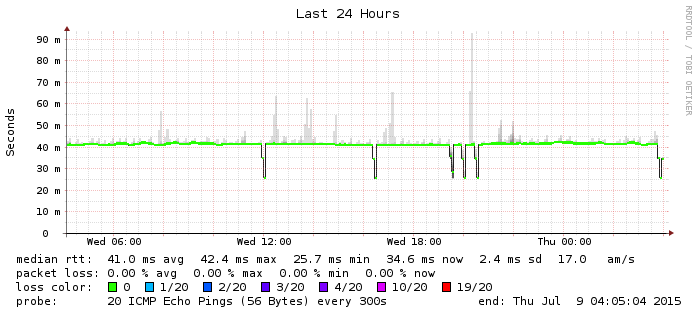 Last 24 Hours
RRDTOOL / TOBI OETIKER
Seconds
90 m
80 m
70 m
60 m
50 m
40 m
30 m
20 m
10 m
0
Wed 06:00 Wed 12:00 Wed 18:00 Thu 00:00
median rtt: 41.0 ms avg 42.4 ms max 25.7 ms min 34.6 ms now 2.4 ms sd 17.0 am/s
packet loss: 0.00 % avg 0.00 % max 0.00 % min 0.00 % now
loss color: 0 1/20 2/20 3/20 4/20 10/20 19/20
probe: 20 ICMP Echo Pings (56 Bytes) every 300s end: Thu Jul 9 04:05:04 2015